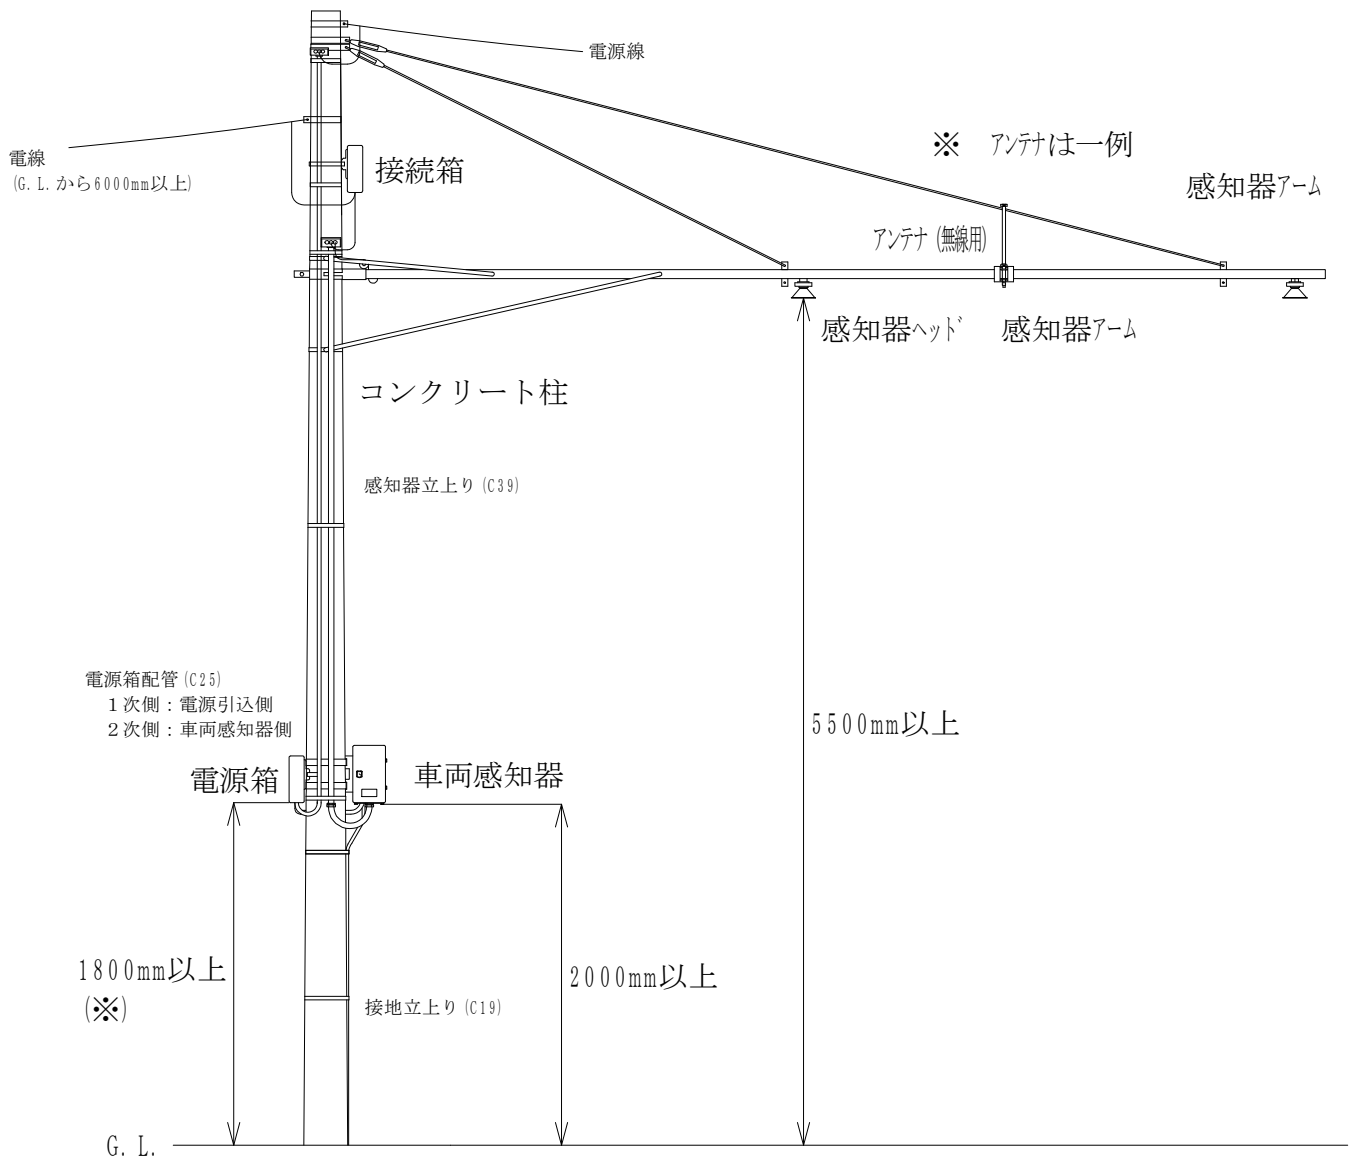 電源線
電線
(G.L.から6000mm以上)
接続箱
※ アンテナは一例
感知器アーム
アンテナ(無線用)
感知器ヘッド
感知器アーム
コンクリート柱
感知器立上り(C39)
電源箱配管(C25)
1次側：電源引込側
2次側：車両感知器側
5500mm以上
電源箱
車両感知器
1800mm以上
(※)
2000mm以上
接地立上り(C19)
G.L.